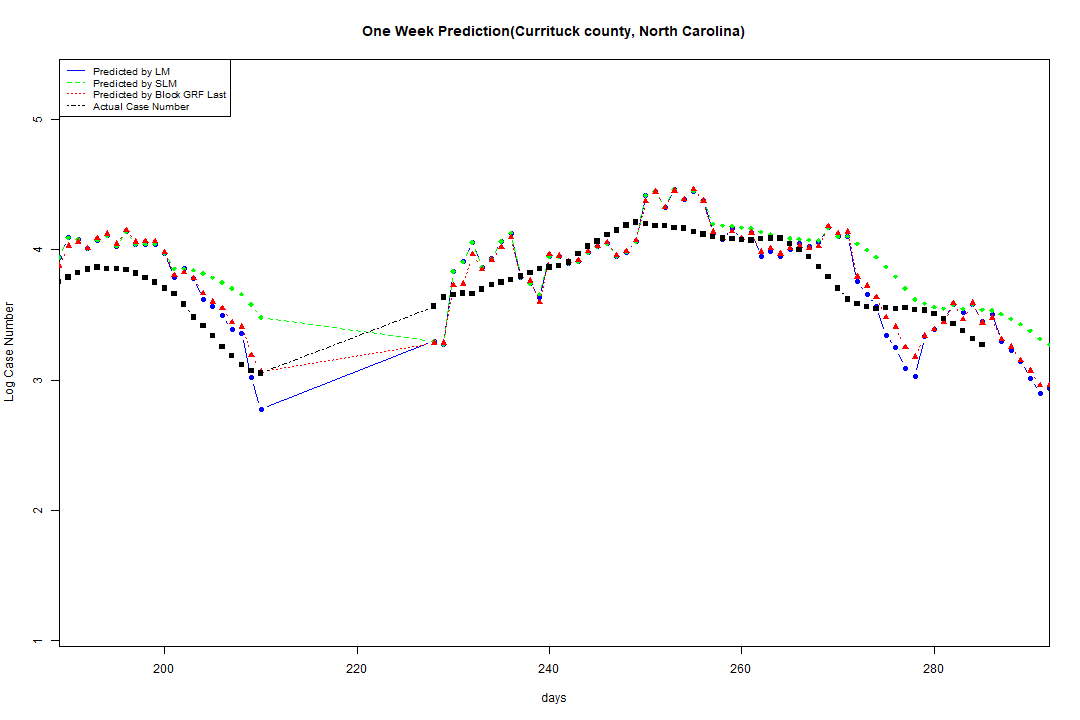 One Week Prediction(Currituck county, North Carolina)
Predicted by LM
Predicted by SLM
Predicted by Block GRF Last
Actual Case Number
5
4
3
2
1
Log Case Number
200
220
240
260
280
days